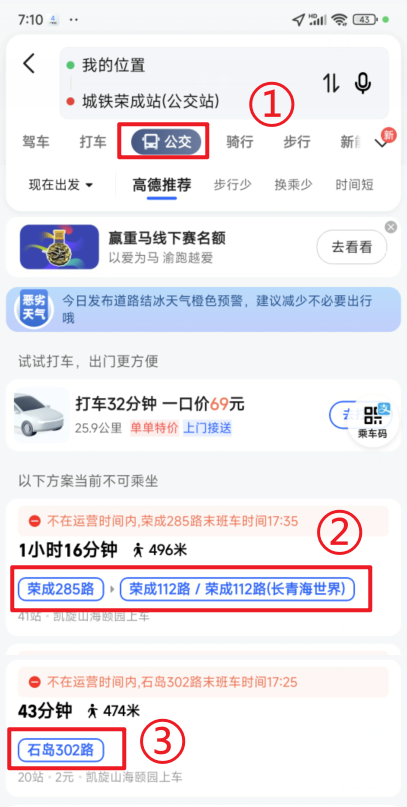 7:10
HD
43
我的位置
城铁荣成站(公交站)
①
驾车 打车 公交 骑行 步行 新
新
现在出发 高德推荐 步行少 换乘少 时间短
赢重马线下赛名额
以爱为马 渝跑越爱
去看看
恶劣
天气
今日发布道路结冰天气橙色预警，建议减少不必要出行
哦
试试打车，出门更方便
打车32分钟 一口价69元
25.9公里 单单特价 上门接送
乘车码
以下方案当前不可乘坐
不在运营时间内,荣成285路末班车时间17:35
②
1小时16分钟 496米
荣成285路 荣成112路 / 荣成112路(长青海世界)
41站 · 凯旋山海颐园上车
不在运营时间内,石岛302路末班车时间17:25
43分钟 474米
石岛302路
③
20站 · 2元 · 凯旋山海颐园上车